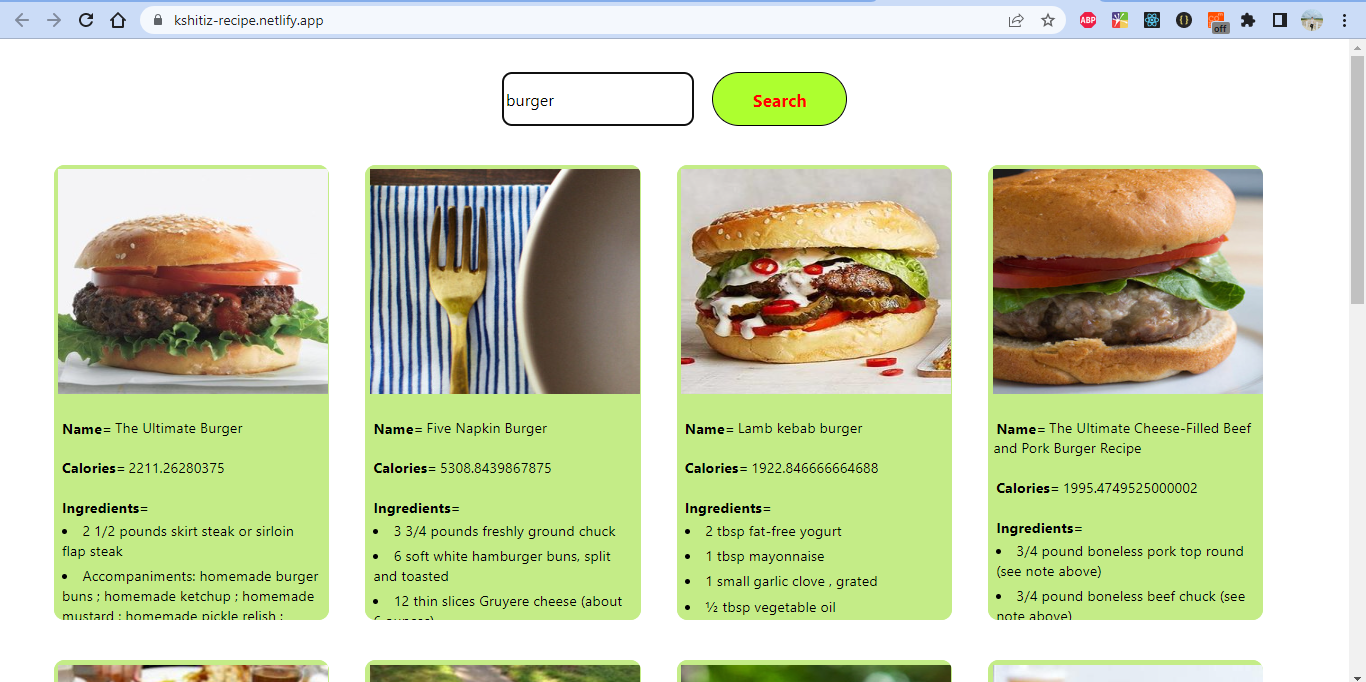 kshitiz-recipe.netlify.app
ABP
off
burger
Search
Name= The Ultimate Burger
Calories= 2211.26280375
Ingredients=
• 2 1/2 pounds skirt steak or sirloin
flap steak
• Accompaniments: homemade burger
buns ; homemade ketchup ; homemade
mustard ; homemade pickle relish ;
Name= Five Napkin Burger
Calories= 5308.8439867875
Ingredients=
• 3 3/4 pounds freshly ground chuck
• 6 soft white hamburger buns, split
and toasted
• 12 thin slices Gruyere cheese (about
6 ounces)
Name= Lamb kebab burger
Calories= 1922.846666664688
Ingredients=
• 2 tbsp fat-free yogurt
• 1 tbsp mayonnaise
• 1 small garlic clove , grated
• ½ tbsp vegetable oil
Name= The Ultimate Cheese-Filled Beef
and Pork Burger Recipe
Calories= 1995.4749525000002
Ingredients=
• 3/4 pound boneless pork top round
(see note above)
• 3/4 pound boneless beef chuck (see
note above)